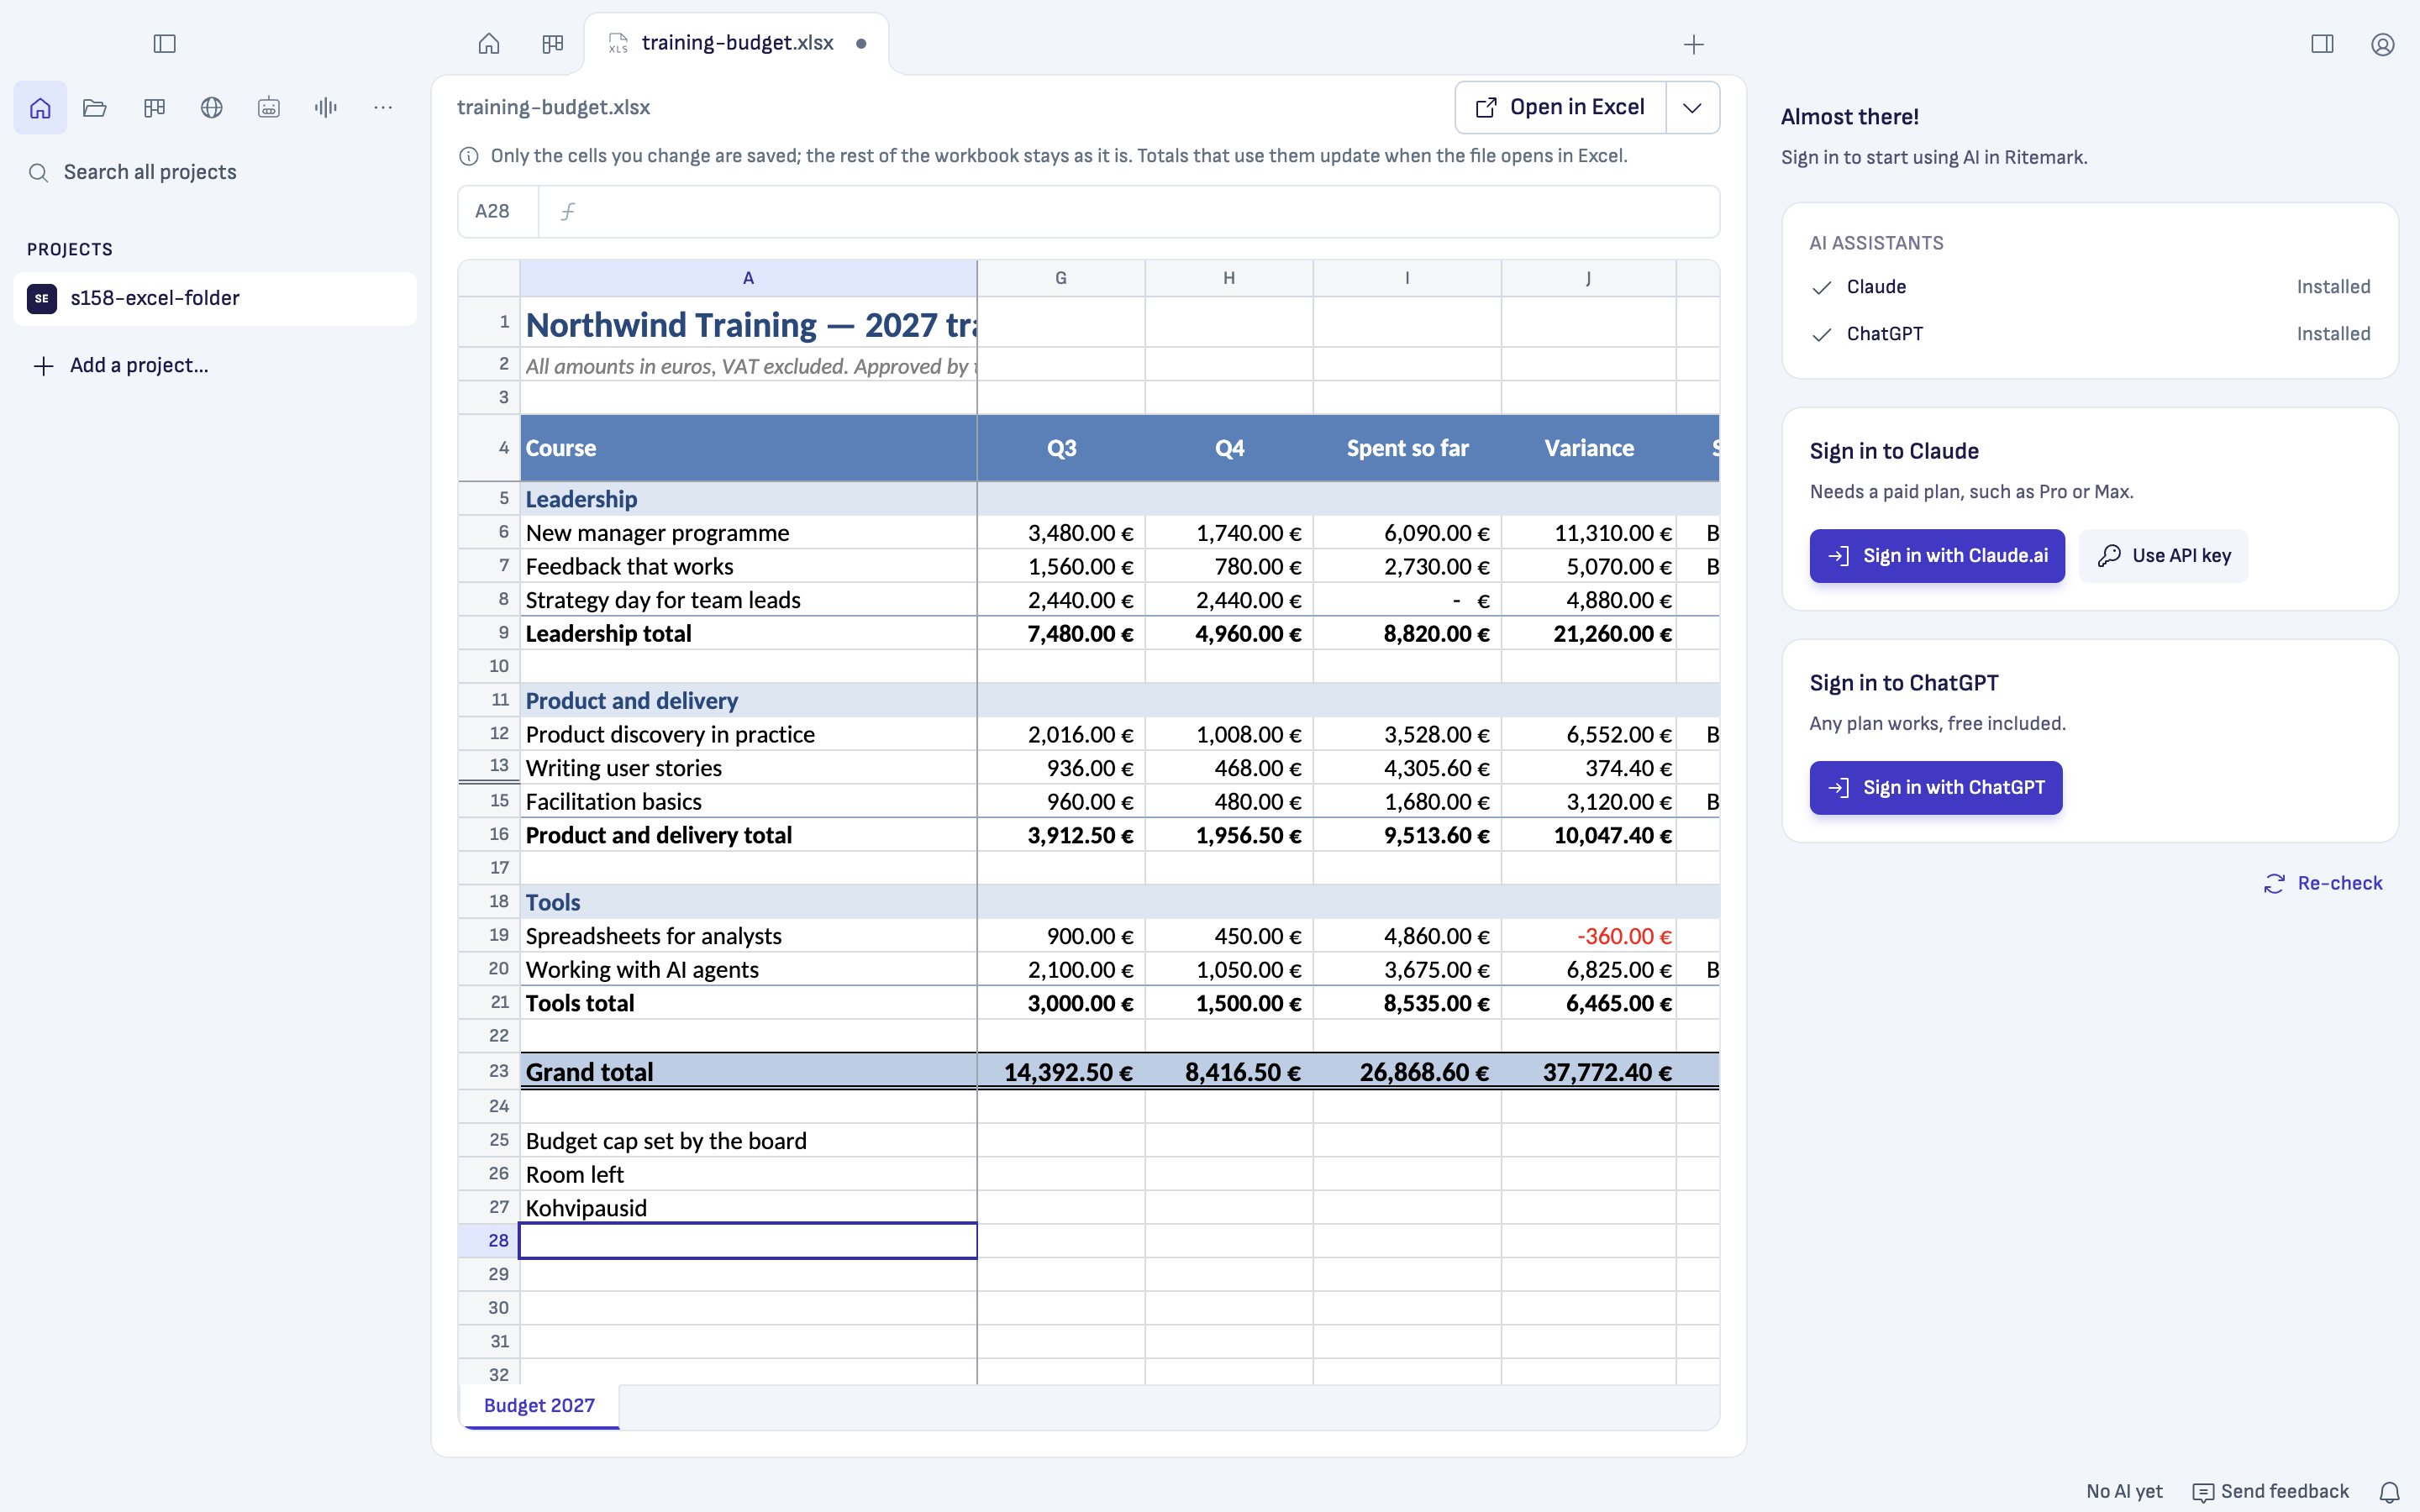 training-budget.xlsx
training-budget.xlsx
Open in Excel
Only the cells you change are saved; the rest of the workbook stays as it is. Totals that use them update when the file opens in Excel.
A28
Search all projects
PROJECTS
SE s158-excel-folder
Add a project...
A G H I J
1 Northwind Training — 2027
2 All amounts in euros, VAT excluded. Approved by
3
4 Course Q3 Q4 Spent so far Variance
5 Leadership
6 New manager programme 3,480.00 € 1,740.00 € 6,090.00 € 11,310.00 € B
7 Feedback that works 1,560.00 € 780.00 € 2,730.00 € 5,070.00 € B
8 Strategy day for team leads 2,440.00 € 2,440.00 € - € 4,880.00 €
9 Leadership total 7,480.00 € 4,960.00 € 8,820.00 € 21,260.00 €
10
11 Product and delivery
12 Product discovery in practice 2,016.00 € 1,008.00 € 3,528.00 € 6,552.00 € B
13 Writing user stories 936.00 € 468.00 € 4,305.60 € 374.40 €
15 Facilitation basics 960.00 € 480.00 € 1,680.00 € 3,120.00 € B
16 Product and delivery total 3,912.50 € 1,956.50 € 9,513.60 € 10,047.40 €
17
18 Tools
19 Spreadsheets for analysts 900.00 € 450.00 € 4,860.00 € -360.00 €
20 Working with AI agents 2,100.00 € 1,050.00 € 3,675.00 € 6,825.00 € B
21 Tools total 3,000.00 € 1,500.00 € 8,535.00 € 6,465.00 €
22
23 Grand total 14,392.50 € 8,416.50 € 26,868.60 € 37,772.40 €
24
25 Budget cap set by the board
26 Room left
27 Kohvipausid
28
29
30
31
32
Budget 2027
Almost there!
Sign in to start using AI in Ritemark.
AI ASSISTANTS
Claude Installed
ChatGPT Installed
Sign in to Claude
Needs a paid plan, such as Pro or Max.
Sign in with Claude.ai Use API key
Sign in to ChatGPT
Any plan works, free included.
Sign in with ChatGPT
Re-check
No AI yet Send feedback